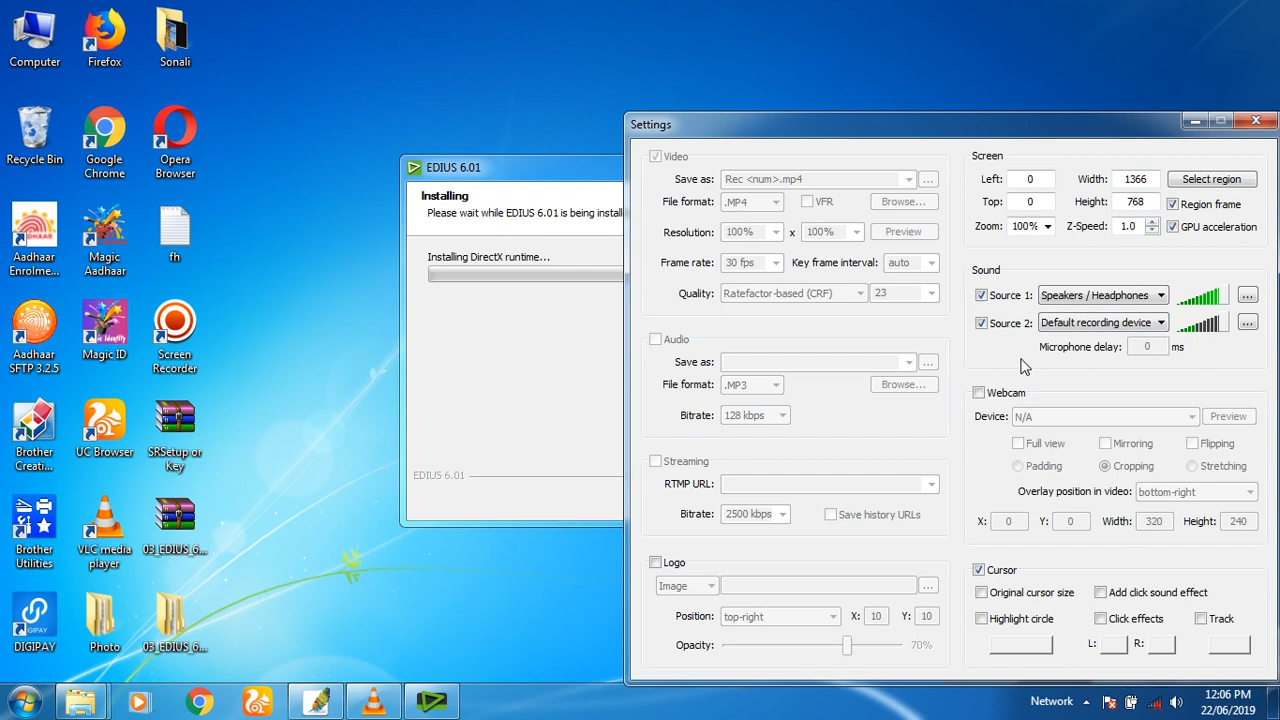 Computer
Firefox
Sonali
Recycle Bin
Google
Chrome
Opera
Browser
AADHAAR
Aadhaar
Enrolme...
Magic
Aadhaar
fh
Aadhaar
SFTP 3.2.5
Magic ID
Screen
Recorder
Brother
Creati...
UC Browser
SRSetup or
Key
Brother
Utilities
VLC media
player
03_EDIUS_6...
GIPAY
DIGIPAY
Photo
03_EDIUS_6...
EDIUS 6.01
Installing
Please wait while EDIUS 6.01 is being install
Installing DirectX runtime...
EDIUS 6.01
Settings
Video
Save as: Rec <num>.mp4 ...
File format: .MP4 VFR Browse...
Resolution: 100% x 100% Preview
Frame rate: 30 fps Key frame interval: auto
Quality: Ratefactor-based (CRF) 23
Audio
Save as: ...
File format: .MP3 Browse...
Bitrate: 128 kbps
Streaming
RTMP URL:
Bitrate: 2500 kbps Save history URLs
Logo
Image ...
Position: top-right X: 10 Y: 10
Opacity: 70%
Screen
Left: 0 Width: 1366 Select region
Top: 0 Height: 768 Region frame
Zoom: 100% Z-Speed: 1.0 GPU acceleration
Sound
Source 1: Speakers / Headphones ...
Source 2: Default recording device ...
Microphone delay: 0 ms
Webcam
Device: N/A Preview
Full view Mirroring Flipping
Padding Cropping Stretching
Overlay position in video: bottom-right
X: 0 Y: 0 Width: 320 Height: 240
Cursor
Original cursor size Add click sound effect
Highlight circle Click effects Track
L: R:
Network
12:06 PM
22/06/2019